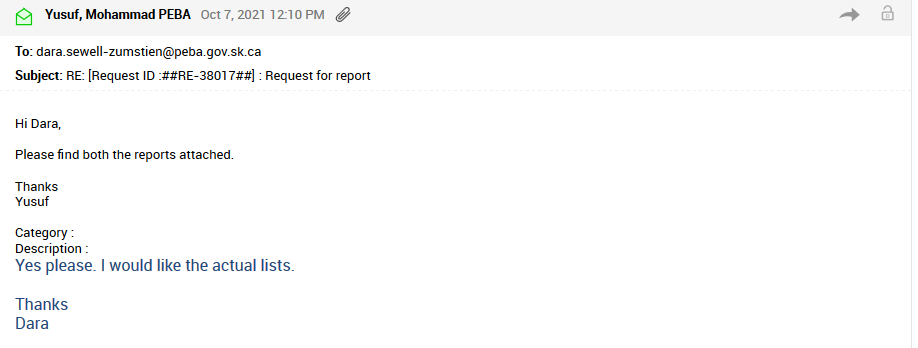 Yusuf, Mohammad PEBA Oct 7, 2021 12:10 PM
To: dara.sewell-zumstien@peba.gov.sk.ca
Subject: RE: [Request ID :##RE-38017##] : Request for report
Hi Dara,
Please find both the reports attached.
Thanks
Yusuf
Category :
Description :
Yes please. I would like the actual lists.
Thanks
Dara